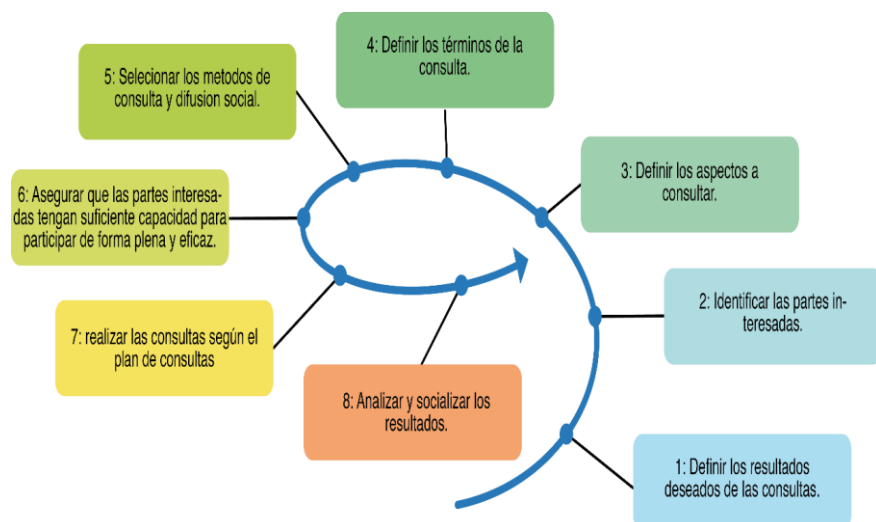 4: Definir los términos de la
consulta.
5: Selecionar los metodos de
consulta y difusion social.
3: Definir los aspectos a
consultar.
6: Asegurar que las partes interesa-
das tengan suficiente capacidad para
participar de forma plena y eficaz.
2: Identificar las partes in-
teresadas.
7: realizar las consultas según el
plan de consultas
8: Analizar y socializar los
resultados.
1: Definir los resultados
deseados de las consultas.